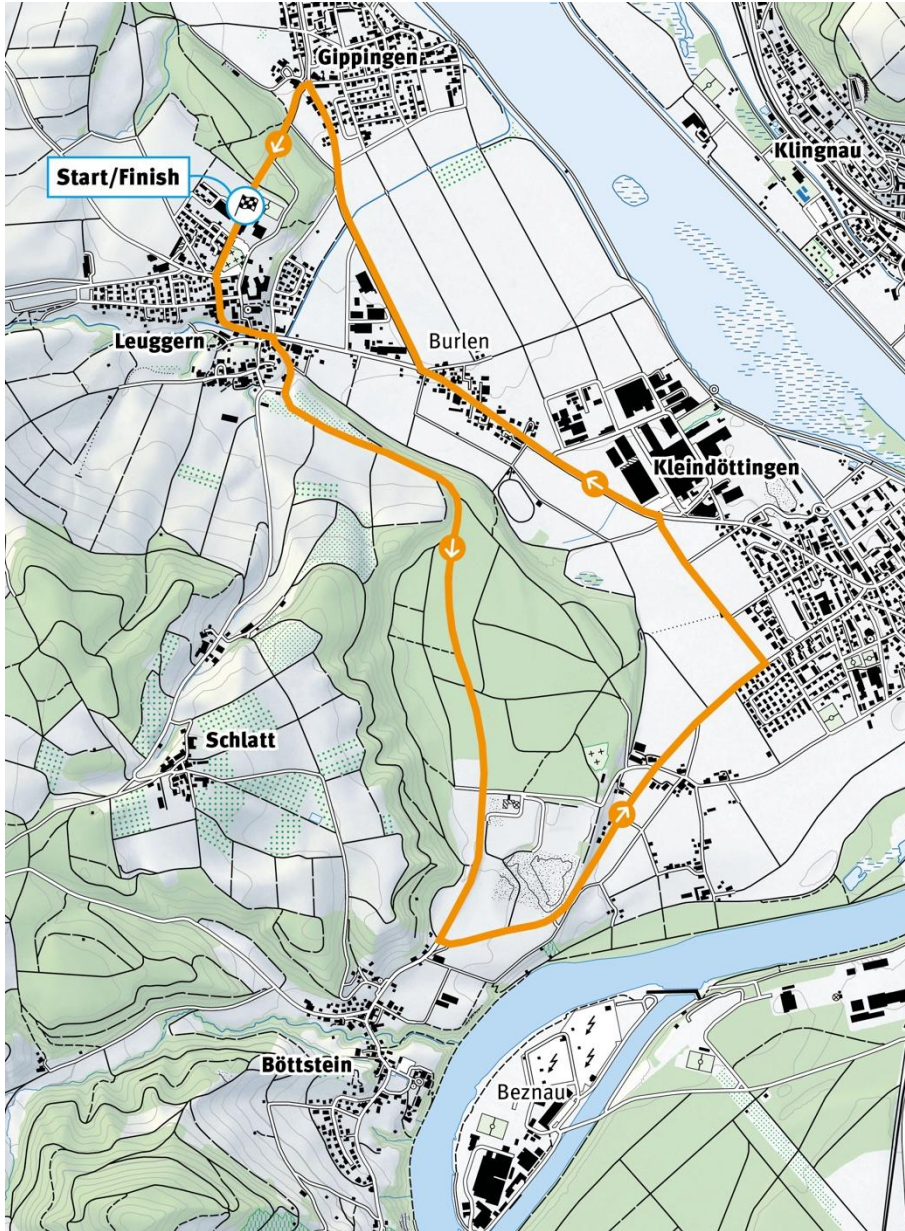 Gippingen
Klingnau
Start/Finish
Leuggern
Burlen
Kleindöttingen
Schlatt
Böttstein
Beznau